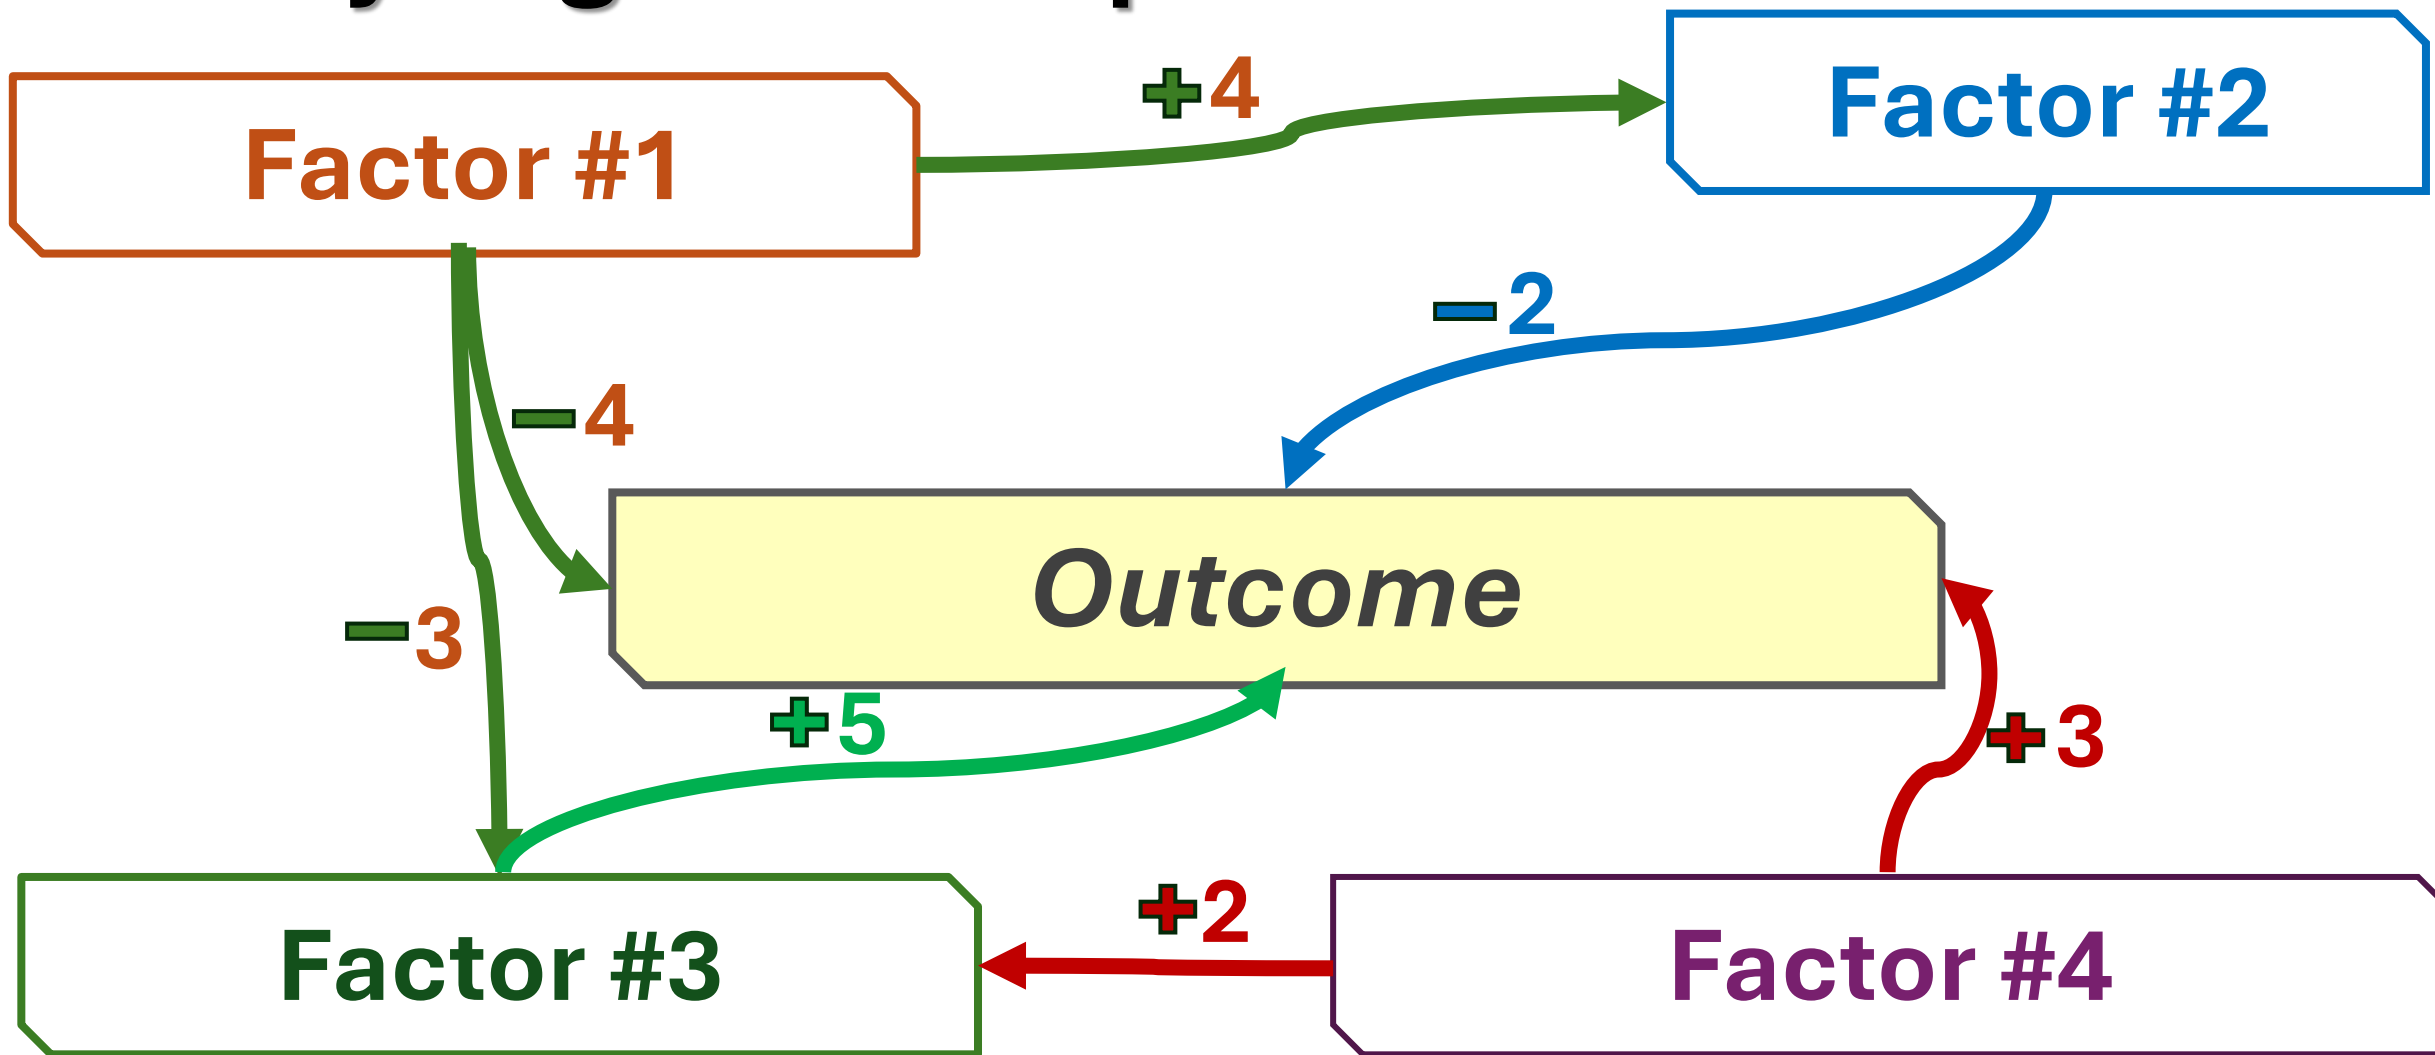 +4
Factor #2
Factor #1
−2
−4
Outcome
−3
+5
+3
+2
Factor #3
Factor #4